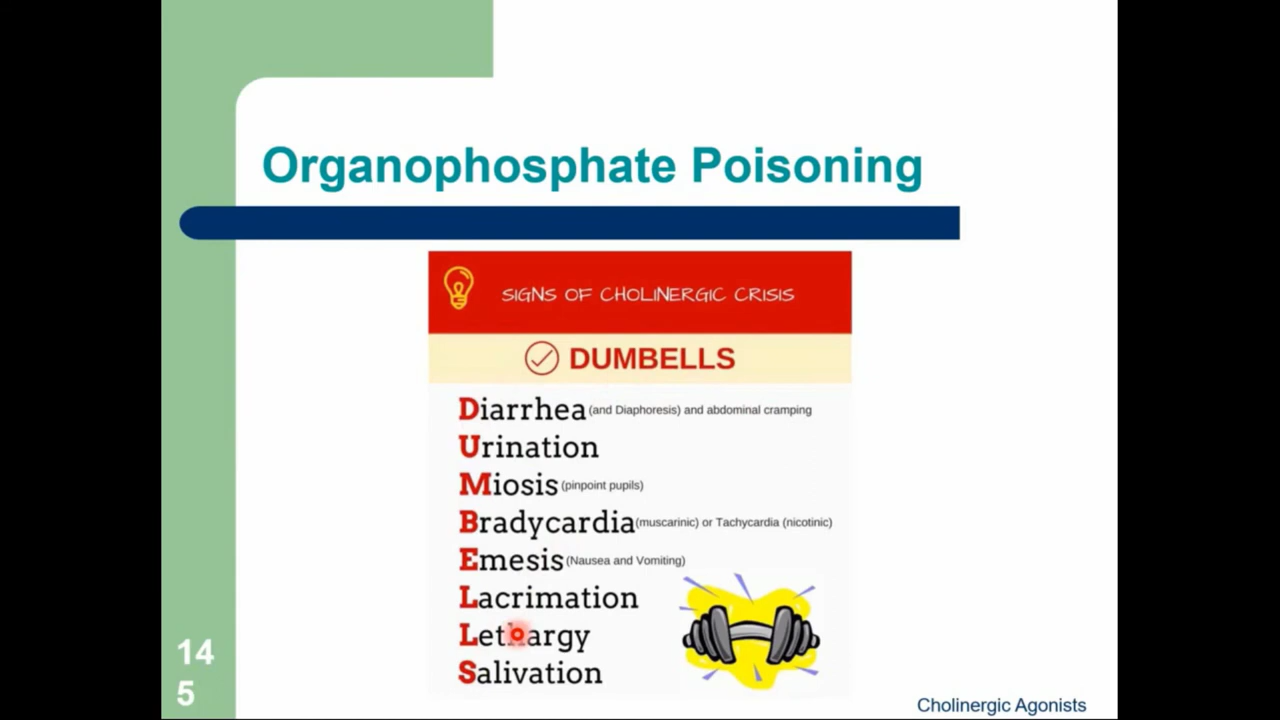 Organophosphate Poisoning
SIGNS OF CHOLINERGIC CRISIS
DUMBELLS
Diarrhea (and Diaphoresis) and abdominal cramping
Urination
Miosis (pinpoint pupils)
Bradycardia (muscarinic) or Tachycardia (nicotinic)
Emesis (Nausea and Vomiting)
Lacrimation
Lethargy
Salivation
14
5
Cholinergic Agonists